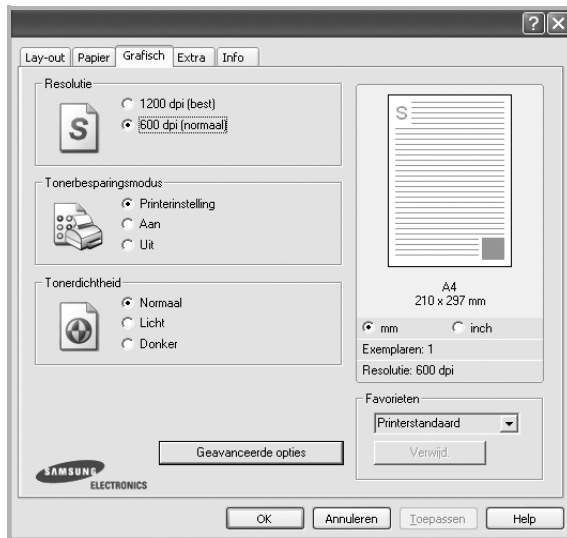 Lay-out Papier Grafisch Extra Info
Resolutie
S
1200 dpi (best)
600 dpi (normaal)
Tonerbesparingsmodus
Printerinstelling
Aan
Uit
Tonerdichtheid
Normaal
Licht
Donker
Geavanceerde opties
SAMSUNG
ELECTRONICS
S
A4
210 x 297 mm
mm inch
Exemplaren: 1
Resolutie: 600 dpi
Favorieten
Printerstandaard
Verwijd.
OK Annuleren Toepassen Help